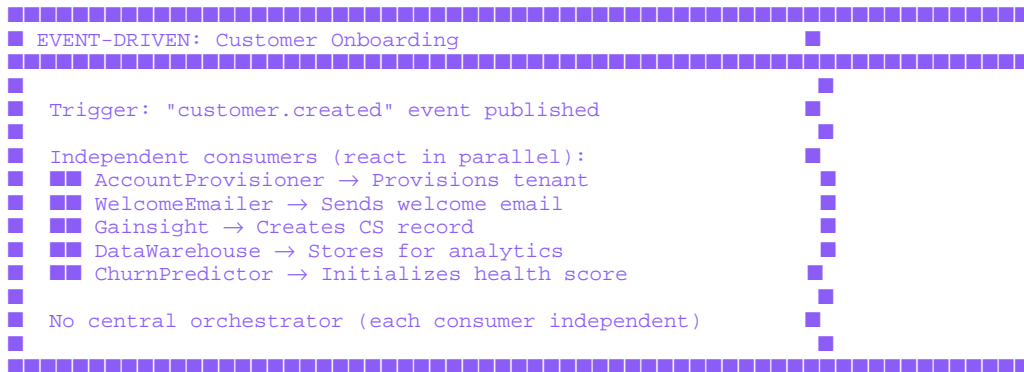 ■■■■■■■■■■■■■■■■■■■■■■■■■■■■■■■■■■■■■■■■■■■■■■■■■■■■■■■■■■■■■■■
■ EVENT-DRIVEN: Customer Onboarding ■
■■■■■■■■■■■■■■■■■■■■■■■■■■■■■■■■■■■■■■■■■■■■■■■■■■■■■■■■■■■■■■■
■ ■
■ Trigger: "customer.created" event published ■
■ ■
■ Independent consumers (react in parallel): ■
■ ■■ AccountProvisioner → Provisions tenant ■
■ ■■ WelcomeEmailer → Sends welcome email ■
■ ■■ Gainsight → Creates CS record ■
■ ■■ DataWarehouse → Stores for analytics ■
■ ■■ ChurnPredictor → Initializes health score ■
■ ■
■ No central orchestrator (each consumer independent) ■
■ ■
■■■■■■■■■■■■■■■■■■■■■■■■■■■■■■■■■■■■■■■■■■■■■■■■■■■■■■■■■■■■■■■